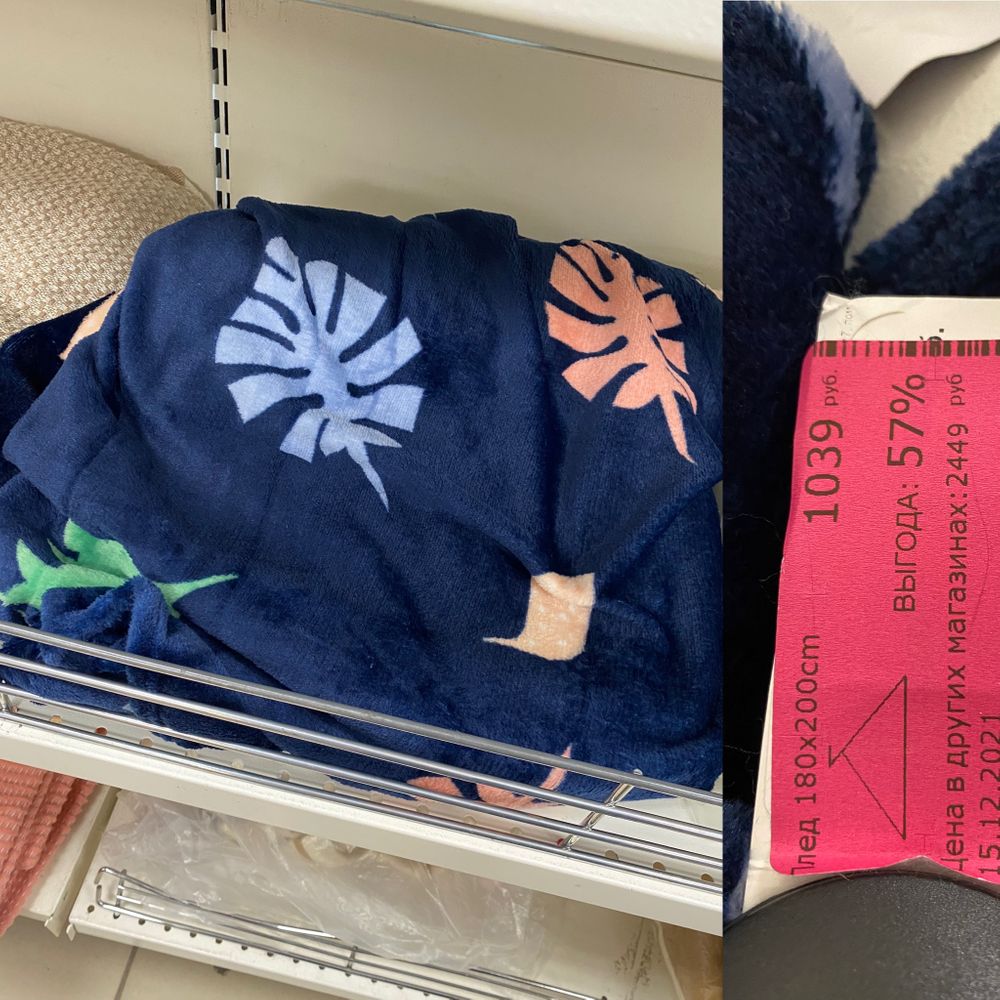 Плед 180x200cm 1039 руб.
ВЫГОДА: 57%
Цена в других магазинах: 2449 руб
15.12.2021